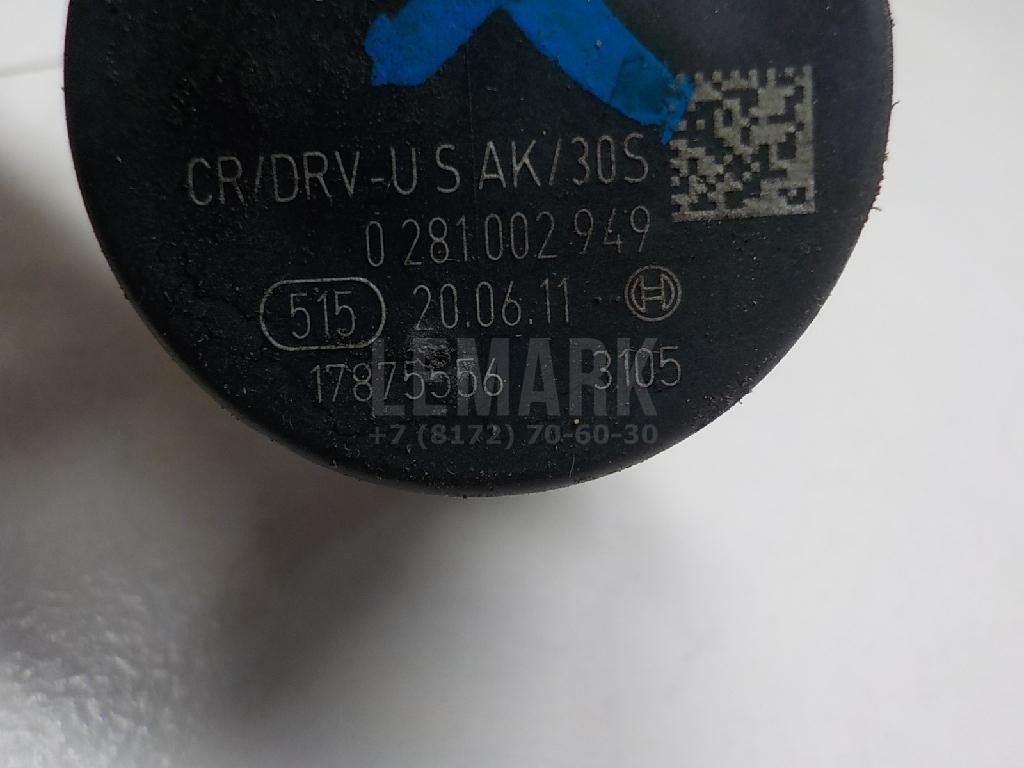 CR/DRV-U S AK/30S
0 281 002 949
515 20.06.11
17875556 3105
LEMARK
+7 (8172) 70-60-30